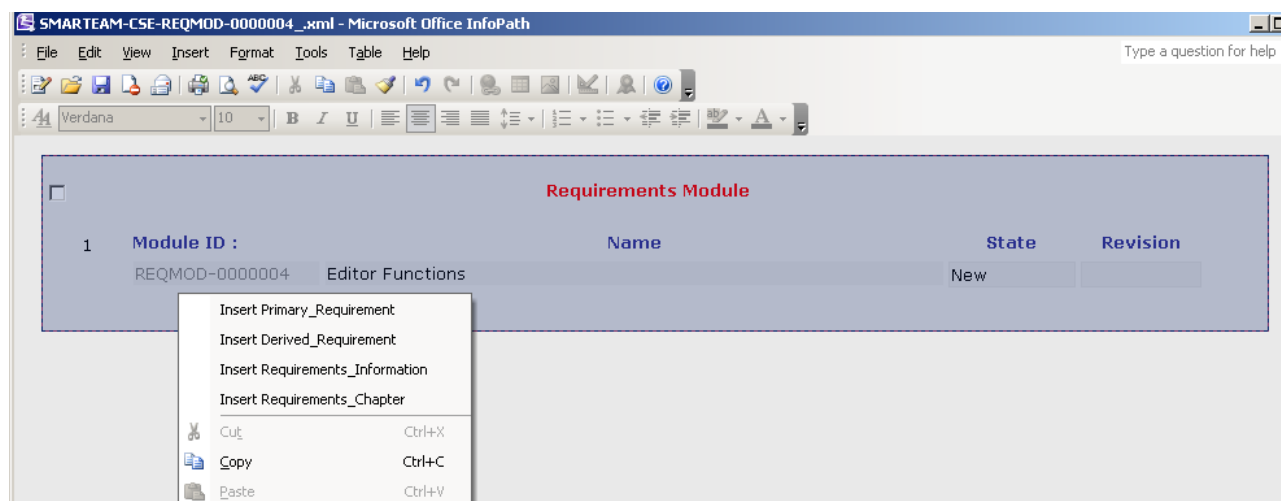 SMARTEAM-CSE-REQMOD-0000004_.xml - Microsoft Office InfoPath
File Edit View Insert Format Tools Table Help Type a question for help
Verdana 10 B I U
Requirements Module
1 Module ID : Name State Revision
REQMOD-0000004 Editor Functions New
Insert Primary_Requirement
Insert Derived_Requirement
Insert Requirements_Information
Insert Requirements_Chapter
Cut Ctrl+X
Copy Ctrl+C
Paste Ctrl+V